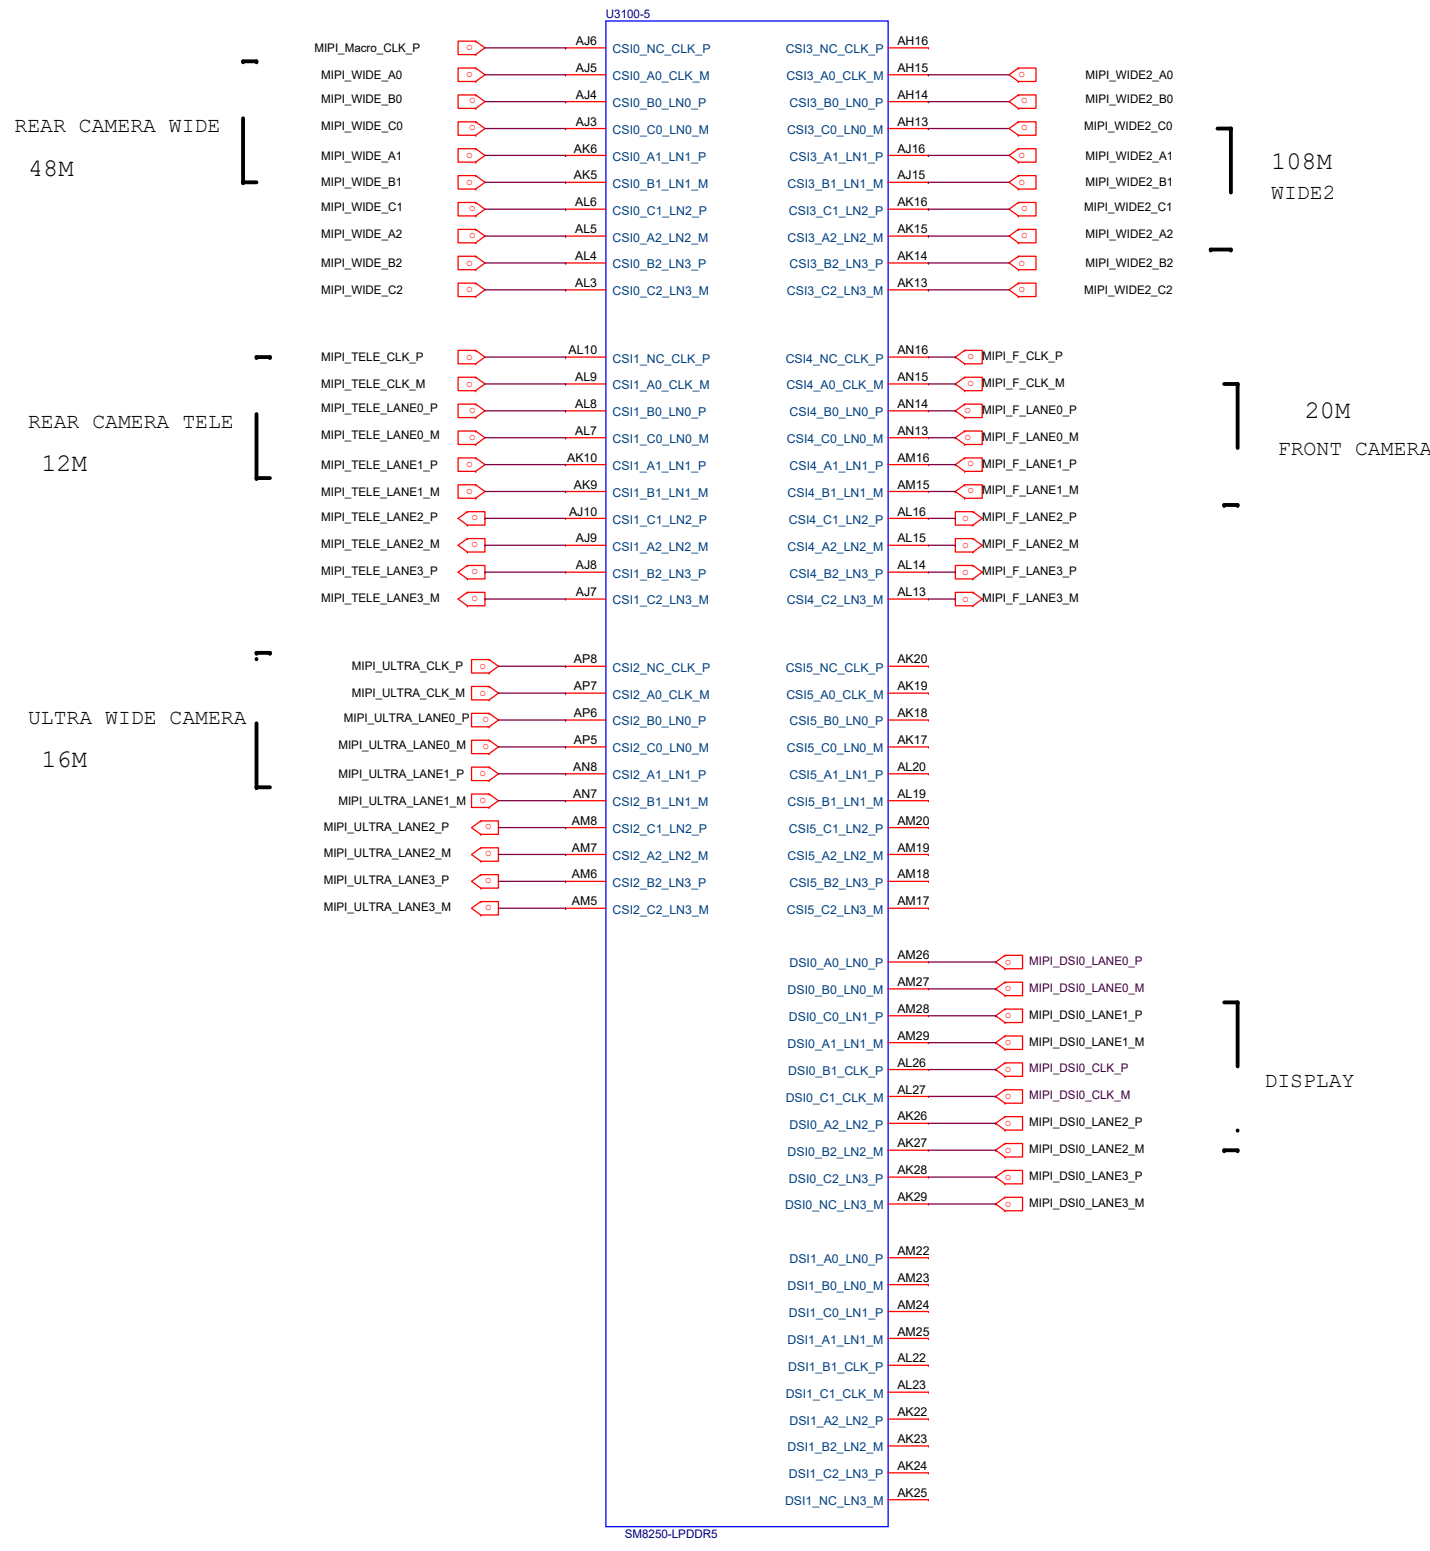 U3100-5
MIPI_Macro_CLK_P AJ6 CSI0_NC_CLK_P
MIPI_WIDE_A0 AJ5 CSI0_A0_CLK_M
MIPI_WIDE_B0 AJ4 CSI0_B0_LN0_P
MIPI_WIDE_C0 AJ3 CSI0_C0_LN0_M
MIPI_WIDE_A1 AK6 CSI0_A1_LN1_P
MIPI_WIDE_B1 AK5 CSI0_B1_LN1_M
MIPI_WIDE_C1 AL6 CSI0_C1_LN2_P
MIPI_WIDE_A2 AL5 CSI0_A2_LN2_M
MIPI_WIDE_B2 AL4 CSI0_B2_LN3_P
MIPI_WIDE_C2 AL3 CSI0_C2_LN3_M
REAR CAMERA WIDE
48M
MIPI_TELE_CLK_P AL10 CSI1_NC_CLK_P
MIPI_TELE_CLK_M AL9 CSI1_A0_CLK_M
MIPI_TELE_LANE0_P AL8 CSI1_B0_LN0_P
MIPI_TELE_LANE0_M AL7 CSI1_C0_LN0_M
MIPI_TELE_LANE1_P AK10 CSI1_A1_LN1_P
MIPI_TELE_LANE1_M AK9 CSI1_B1_LN1_M
MIPI_TELE_LANE2_P AJ10 CSI1_C1_LN2_P
MIPI_TELE_LANE2_M AJ9 CSI1_A2_LN2_M
MIPI_TELE_LANE3_P AJ8 CSI1_B2_LN3_P
MIPI_TELE_LANE3_M AJ7 CSI1_C2_LN3_M
REAR CAMERA TELE
12M
MIPI_ULTRA_CLK_P AP8 CSI2_NC_CLK_P
MIPI_ULTRA_CLK_M AP7 CSI2_A0_CLK_M
MIPI_ULTRA_LANE0_P AP6 CSI2_B0_LN0_P
MIPI_ULTRA_LANE0_M AP5 CSI2_C0_LN0_M
MIPI_ULTRA_LANE1_P AN8 CSI2_A1_LN1_P
MIPI_ULTRA_LANE1_M AN7 CSI2_B1_LN1_M
MIPI_ULTRA_LANE2_P AM8 CSI2_C1_LN2_P
MIPI_ULTRA_LANE2_M AM7 CSI2_A2_LN2_M
MIPI_ULTRA_LANE3_P AM6 CSI2_B2_LN3_P
MIPI_ULTRA_LANE3_M AM5 CSI2_C2_LN3_M
ULTRA WIDE CAMERA
16M
CSI3_NC_CLK_P AH16
CSI3_A0_CLK_M AH15 MIPI_WIDE2_A0
CSI3_B0_LN0_P AH14 MIPI_WIDE2_B0
CSI3_C0_LN0_M AH13 MIPI_WIDE2_C0
CSI3_A1_LN1_P AJ16 MIPI_WIDE2_A1
CSI3_B1_LN1_M AJ15 MIPI_WIDE2_B1
CSI3_C1_LN2_P AK16 MIPI_WIDE2_C1
CSI3_A2_LN2_M AK15 MIPI_WIDE2_A2
CSI3_B2_LN3_P AK14 MIPI_WIDE2_B2
CSI3_C2_LN3_M AK13 MIPI_WIDE2_C2
108M
WIDE2
CSI4_NC_CLK_P AN16 MIPI_F_CLK_P
CSI4_A0_CLK_M AN15 MIPI_F_CLK_M
CSI4_B0_LN0_P AN14 MIPI_F_LANE0_P
CSI4_C0_LN0_M AN13 MIPI_F_LANE0_M
CSI4_A1_LN1_P AM16 MIPI_F_LANE1_P
CSI4_B1_LN1_M AM15 MIPI_F_LANE1_M
CSI4_C1_LN2_P AL16 MIPI_F_LANE2_P
CSI4_A2_LN2_M AL15 MIPI_F_LANE2_M
CSI4_B2_LN3_P AL14 MIPI_F_LANE3_P
CSI4_C2_LN3_M AL13 MIPI_F_LANE3_M
20M
FRONT CAMERA
CSI5_NC_CLK_P AK20
CSI5_A0_CLK_M AK19
CSI5_B0_LN0_P AK18
CSI5_C0_LN0_M AK17
CSI5_A1_LN1_P AL20
CSI5_B1_LN1_M AL19
CSI5_C1_LN2_P AM20
CSI5_A2_LN2_M AM19
CSI5_B2_LN3_P AM18
CSI5_C2_LN3_M AM17
DSI0_A0_LN0_P AM26 MIPI_DSI0_LANE0_P
DSI0_B0_LN0_M AM27 MIPI_DSI0_LANE0_M
DSI0_C0_LN1_P AM28 MIPI_DSI0_LANE1_P
DSI0_A1_LN1_M AM29 MIPI_DSI0_LANE1_M
DSI0_B1_CLK_P AL26 MIPI_DSI0_CLK_P
DSI0_C1_CLK_M AL27 MIPI_DSI0_CLK_M
DSI0_A2_LN2_P AK26 MIPI_DSI0_LANE2_P
DSI0_B2_LN2_M AK27 MIPI_DSI0_LANE2_M
DSI0_C2_LN3_P AK28 MIPI_DSI0_LANE3_P
DSI0_NC_LN3_M AK29 MIPI_DSI0_LANE3_M
DISPLAY
DSI1_A0_LN0_P AM22
DSI1_B0_LN0_M AM23
DSI1_C0_LN1_P AM24
DSI1_A1_LN1_M AM25
DSI1_B1_CLK_P AL22
DSI1_C1_CLK_M AL23
DSI1_A2_LN2_P AK22
DSI1_B2_LN2_M AK23
DSI1_C2_LN3_P AK24
DSI1_NC_LN3_M AK25
SM8250-LPDDR5